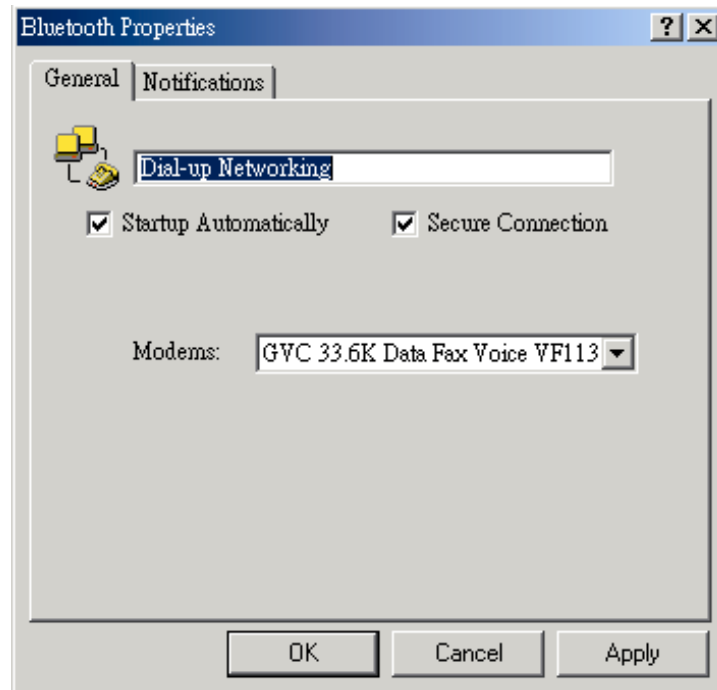 Bluetooth Properties
General Notifications
Dial-up Networking
Startup Automatically Secure Connection
Modems: GVC 33.6K Data Fax Voice VF113
OK Cancel Apply